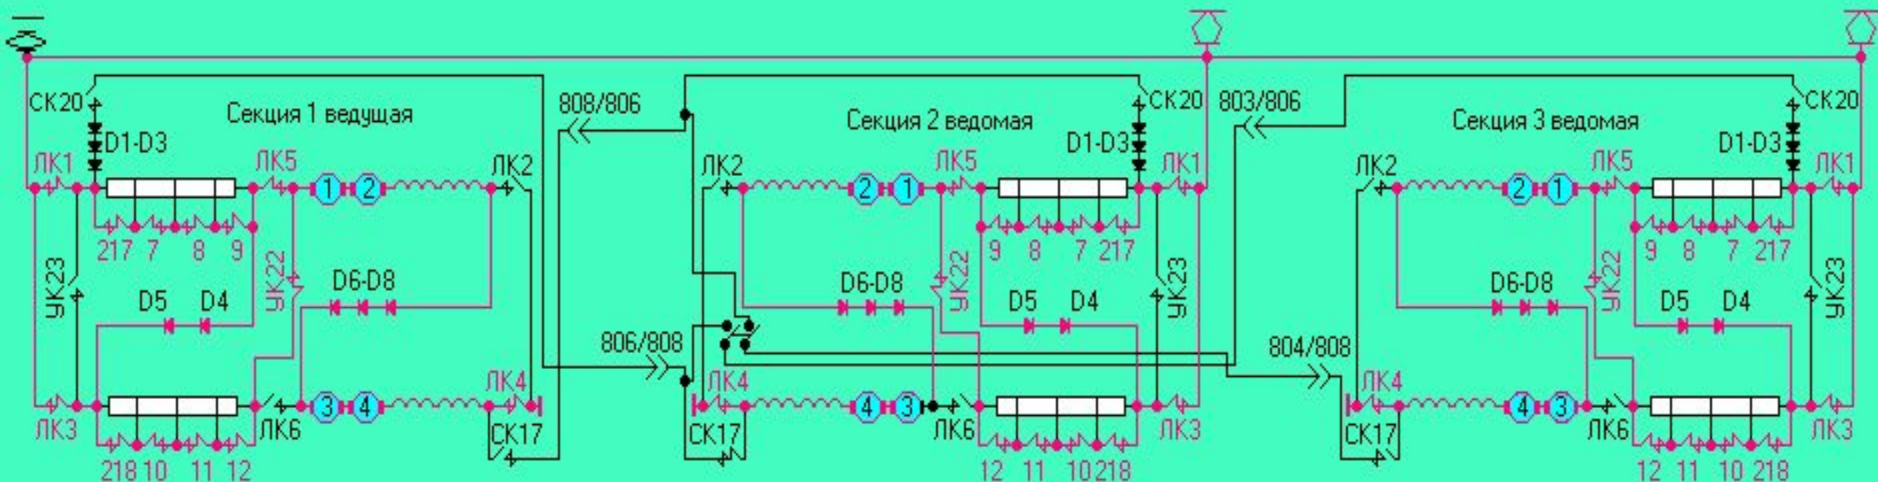 808/806
803/806
СК20
СК20
СК20
Секция 1 ведущая
Секция 2 ведомая
Секция 3 ведомая
D1-D3
D1-D3
D1-D3
ЛК1
ЛК5
ЛК2
ЛК2
ЛК5
ЛК1
ЛК2
ЛК5
ЛК1
1
2
2
1
2
1
217
7
8
9
9
8
7
217
9
8
7
217
УК23
УК22
УК22
УК23
УК22
УК23
D6-D8
D6-D8
D6-D8
D5
D4
D5
D4
D5
D4
806/808
804/808
ЛК4
ЛК4
ЛК4
3
4
4
3
4
3
ЛК3
ЛК6
СК17
СК17
ЛК6
ЛК3
СК17
ЛК6
ЛК3
218
10
11
12
12
11
10
218
12
11
10
218